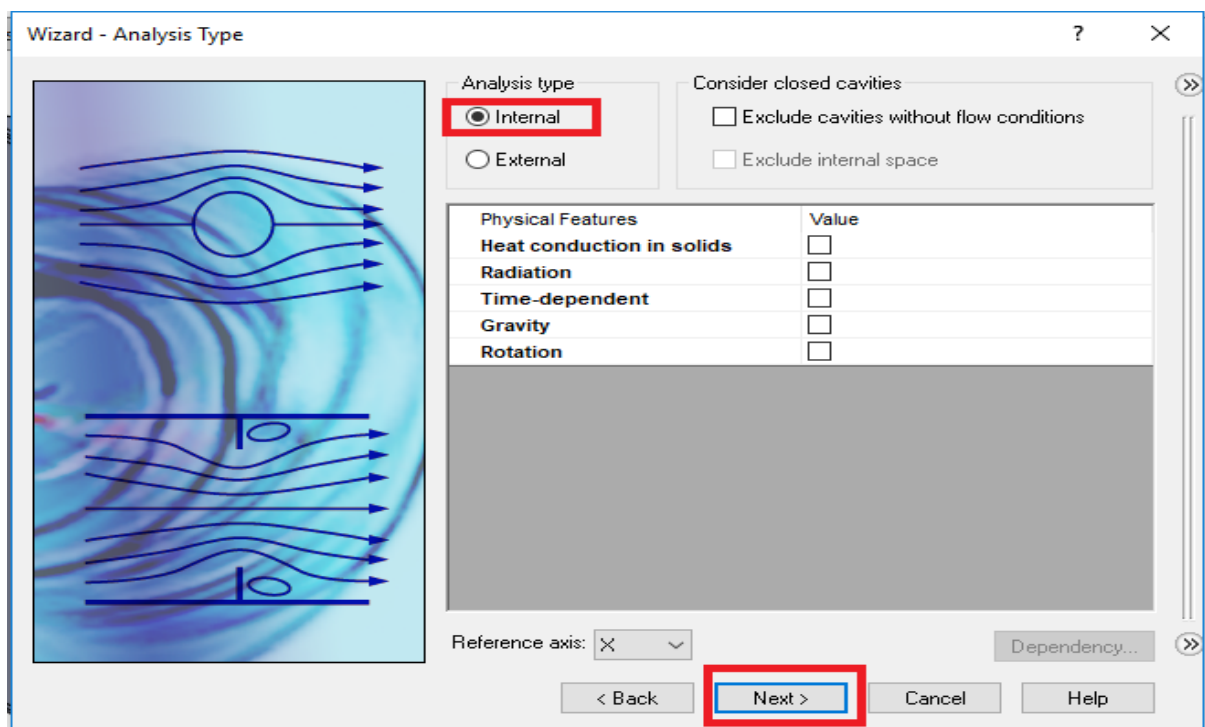 Wizard - Analysis Type
?
Analysis type
Consider closed cavities
Internal
Exclude cavities without flow conditions
External
Exclude internal space
Physical Features Value
Heat conduction in solids
Radiation
Time-dependent
Gravity
Rotation
Reference axis: X
Dependency...
< Back Next > Cancel Help